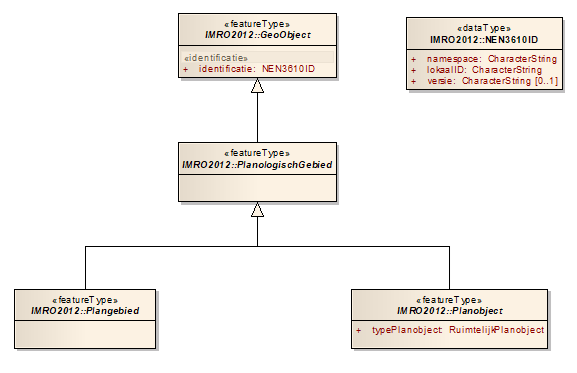 «featureType»
IMRO2012::GeoObject
«identificatie»
+ identificatie: NEN3610ID
«dataType»
IMRO2012::NEN3610ID
+ namespace: CharacterString
+ lokaalID: CharacterString
+ versie: CharacterString [0..1]
«featureType»
IMRO2012::PlanologischGebied
«featureType»
IMRO2012::Plangebied
«featureType»
IMRO2012::Planobject
+ typePlanobject: RuimtelijkPlanobject